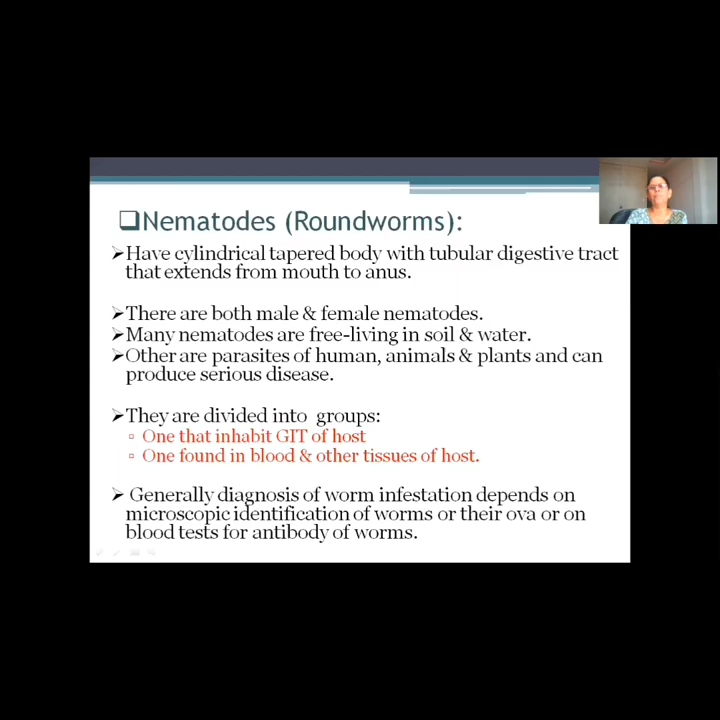 ❑Nematodes (Roundworms):
➢Have cylindrical tapered body with tubular digestive tract
that extends from mouth to anus.
➢There are both male & female nematodes.
➢Many nematodes are free-living in soil & water.
➢Other are parasites of human, animals & plants and can
produce serious disease.
➢They are divided into groups:
▫ One that inhabit GIT of host
▫ One found in blood & other tissues of host.
➢ Generally diagnosis of worm infestation depends on
microscopic identification of worms or their ova or on
blood tests for antibody of worms.